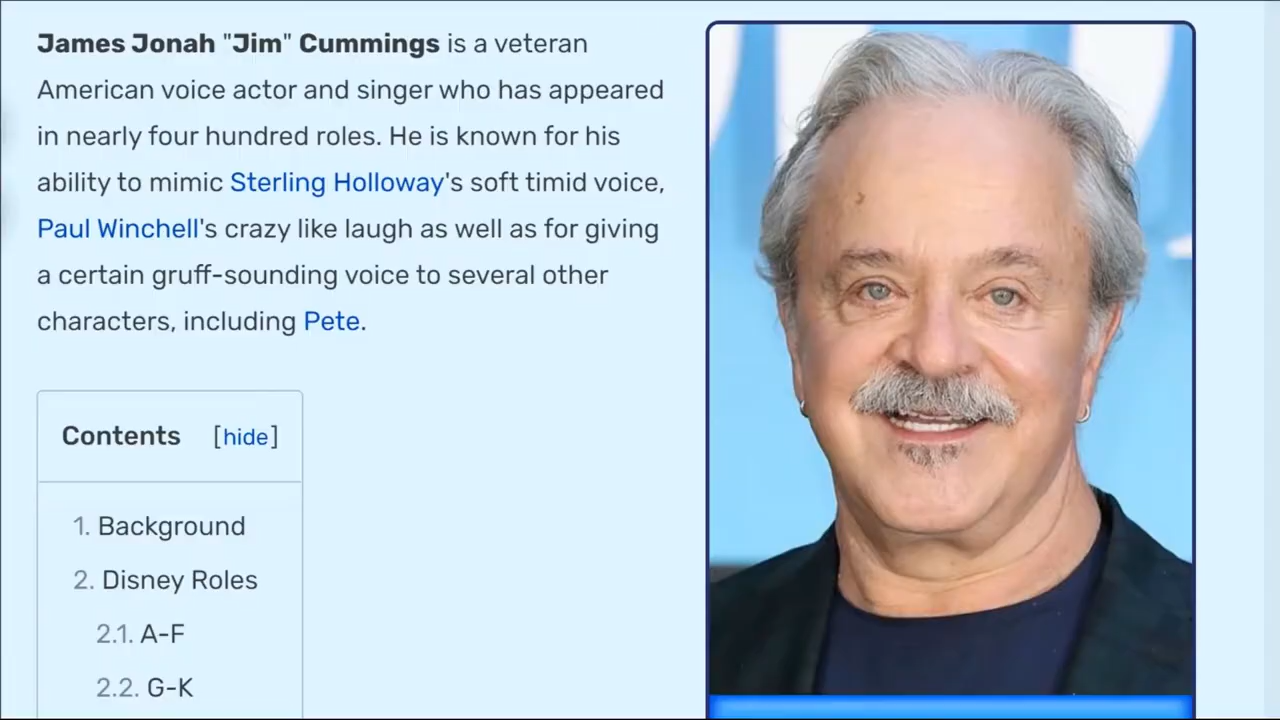 James Jonah "Jim" Cummings is a veteran
American voice actor and singer who has appeared
in nearly four hundred roles. He is known for his
ability to mimic Sterling Holloway's soft timid voice,
Paul Winchell's crazy like laugh as well as for giving
a certain gruff-sounding voice to several other
characters, including Pete.
Contents [hide]
1. Background
2. Disney Roles
2.1. A-F
2.2. G-K